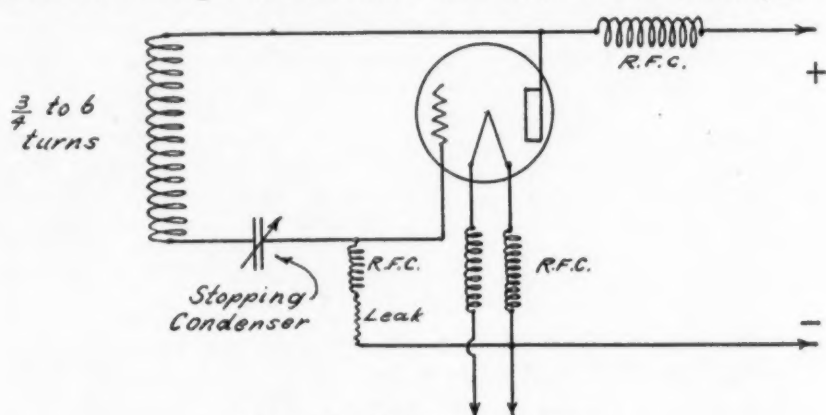 R.F.C.
+
3/4 to 6
turns
R.F.C.
R.F.C.
Stopping
Condenser
Leak
-